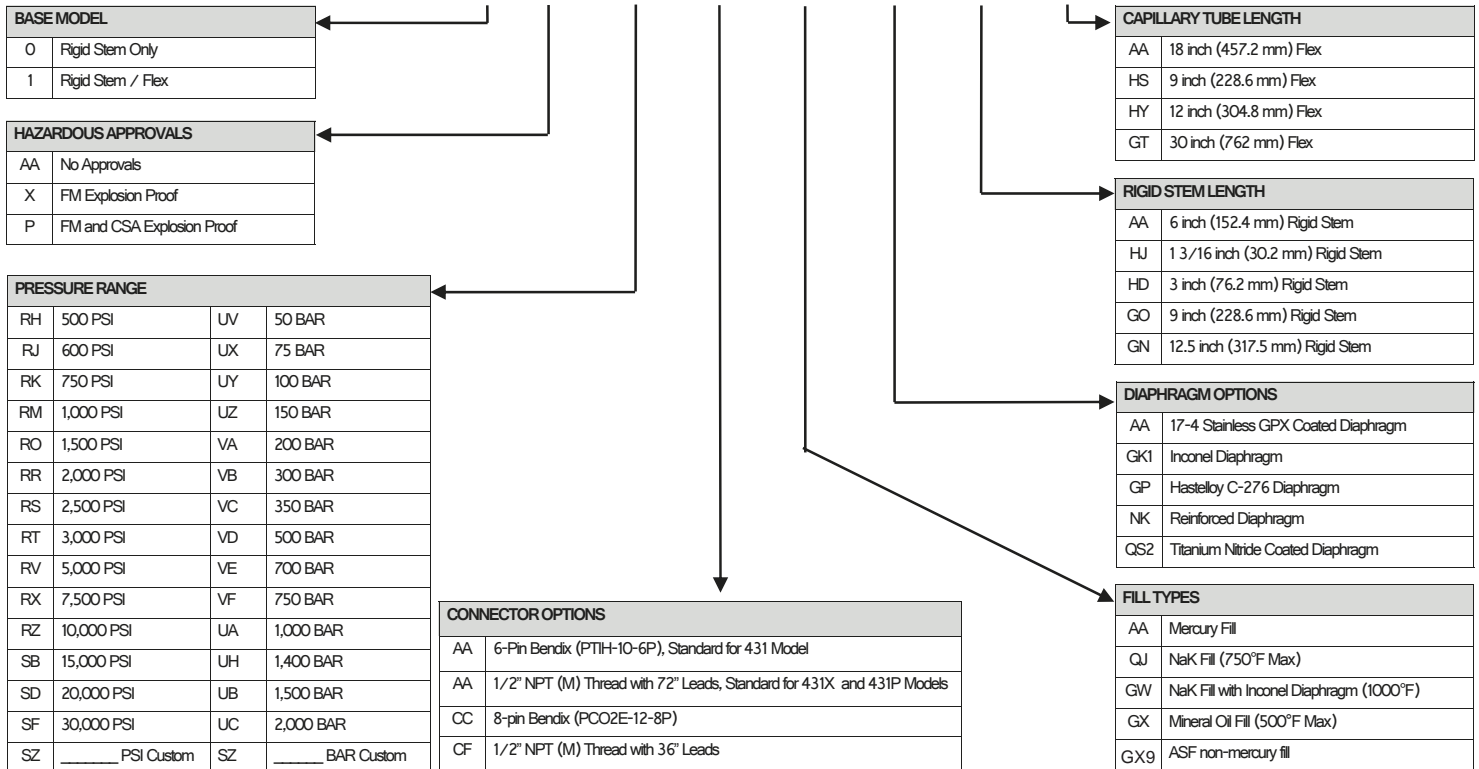 BASE MODEL
0 Rigid Stem Only
1 Rigid Stem / Flex
HAZARDOUS APPROVALS
AA No Approvals
X FM Explosion Proof
P FM and CSA Explosion Proof
PRESSURE RANGE
RH 500 PSI UV 50 BAR
RJ 600 PSI UX 75 BAR
RK 750 PSI UY 100 BAR
RM 1,000 PSI UZ 150 BAR
RO 1,500 PSI VA 200 BAR
RR 2,000 PSI VB 300 BAR
RS 2,500 PSI VC 350 BAR
RT 3,000 PSI VD 500 BAR
RV 5,000 PSI VE 700 BAR
RX 7,500 PSI VF 750 BAR
RZ 10,000 PSI UA 1,000 BAR
SB 15,000 PSI UH 1,400 BAR
SD 20,000 PSI UB 1,500 BAR
SF 30,000 PSI UC 2,000 BAR
SZ _______ PSI Custom SZ ______ BAR Custom
CONNECTOR OPTIONS
AA 6-Pin Bendix (PTIH-10-6P), Standard for 431 Model
AA 1/2" NPT (M) Thread with 72" Leads, Standard for 431X and 431P Models
CC 8-pin Bendix (PCO2E-12-8P)
CF 1/2" NPT (M) Thread with 36" Leads
CAPILLARY TUBE LENGTH
AA 18 inch (457.2 mm) Flex
HS 9 inch (228.6 mm) Flex
HY 12 inch (304.8 mm) Flex
GT 30 inch (762 mm) Flex
RIGID STEM LENGTH
AA 6 inch (152.4 mm) Rigid Stem
HJ 1 3/16 inch (30.2 mm) Rigid Stem
HD 3 inch (76.2 mm) Rigid Stem
GO 9 inch (228.6 mm) Rigid Stem
GN 12.5 inch (317.5 mm) Rigid Stem
DIAPHRAGM OPTIONS
AA 17-4 Stainless GPX Coated Diaphragm
GK1 Inconel Diaphragm
GP Hastelloy C-276 Diaphragm
NK Reinforced Diaphragm
QS2 Titanium Nitride Coated Diaphragm
FILL TYPES
AA Mercury Fill
QJ NaK Fill (750°F Max)
GW NaK Fill with Inconel Diaphragm (1000°F)
GX Mineral Oil Fill (500°F Max)
GX9 ASF non-mercury fill